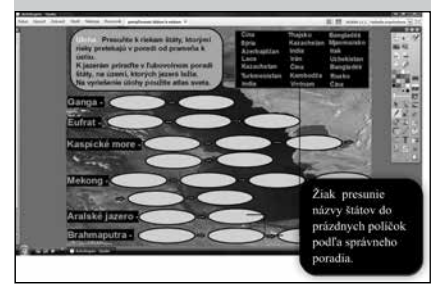 Úloha: Presuňte k riekam štáty, ktorými
rieky pretekajú v poradí od prameňa k
ústiu.
K jazerám priraďte v ľubovoľnom poradí
štáty, na území, ktorých jazerá ležia.
Na vyriešenie úlohy použite atlas sveta.
Čína Thajsko Bangladéš
Sýria Kazachstan Mjanmarsko
Azerbajdžan India Irak
Laos Irán Uzbekistan
Kazachstan Čína Bangladéš
Turkménistan Kambodža Rusko
India Vietnam Čína
Ganga -
Eufrat -
Kaspické more -
Mekong -
Aralské jazero -
Brahmaputra -
Žiak presunie
názvy štátov do
prázdnych políčok
podľa správneho
poradia.